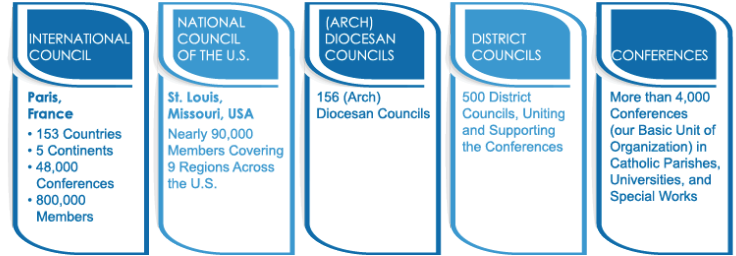 INTERNATIONAL
COUNCIL
Paris,
France
• 153 Countries
• 5 Continents
• 48,000
Conferences
• 800,000
Members
NATIONAL
COUNCIL
OF THE U.S.
St. Louis,
Missouri, USA
Nearly 90,000
Members Covering
9 Regions Across
the U.S.
(ARCH)
DIOCESAN
COUNCILS
156 (Arch)
Diocesan Councils
DISTRICT
COUNCILS
500 District
Councils, Uniting
and Supporting
the Conferences
CONFERENCES
More than 4,000
Conferences
(our Basic Unit of
Organization) in
Catholic Parishes,
Universities, and
Special Works